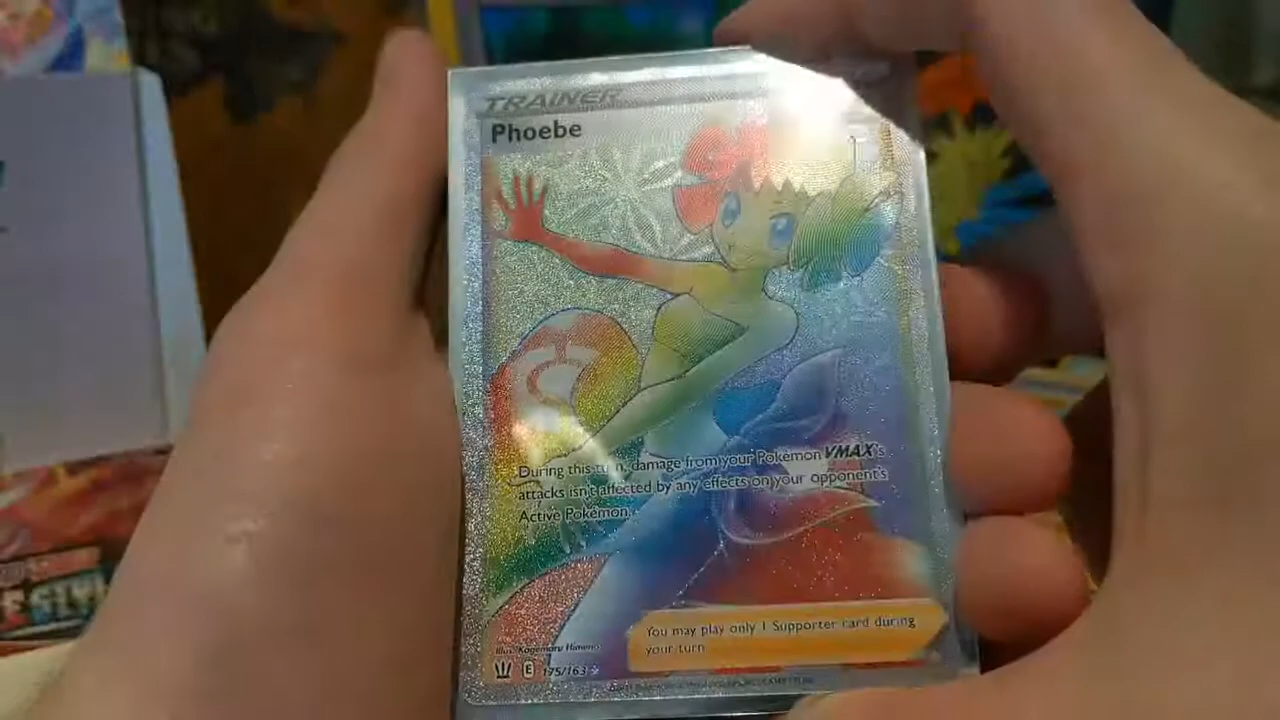 TRAINER
Phoebe
During this turn, damage from your Pokémon VMAX's
attacks isn't affected by any effects on your opponent's
Active Pokémon.
You may play only 1 Supporter card during
your turn
Illus. Kagemaru Himeno
E 175/163